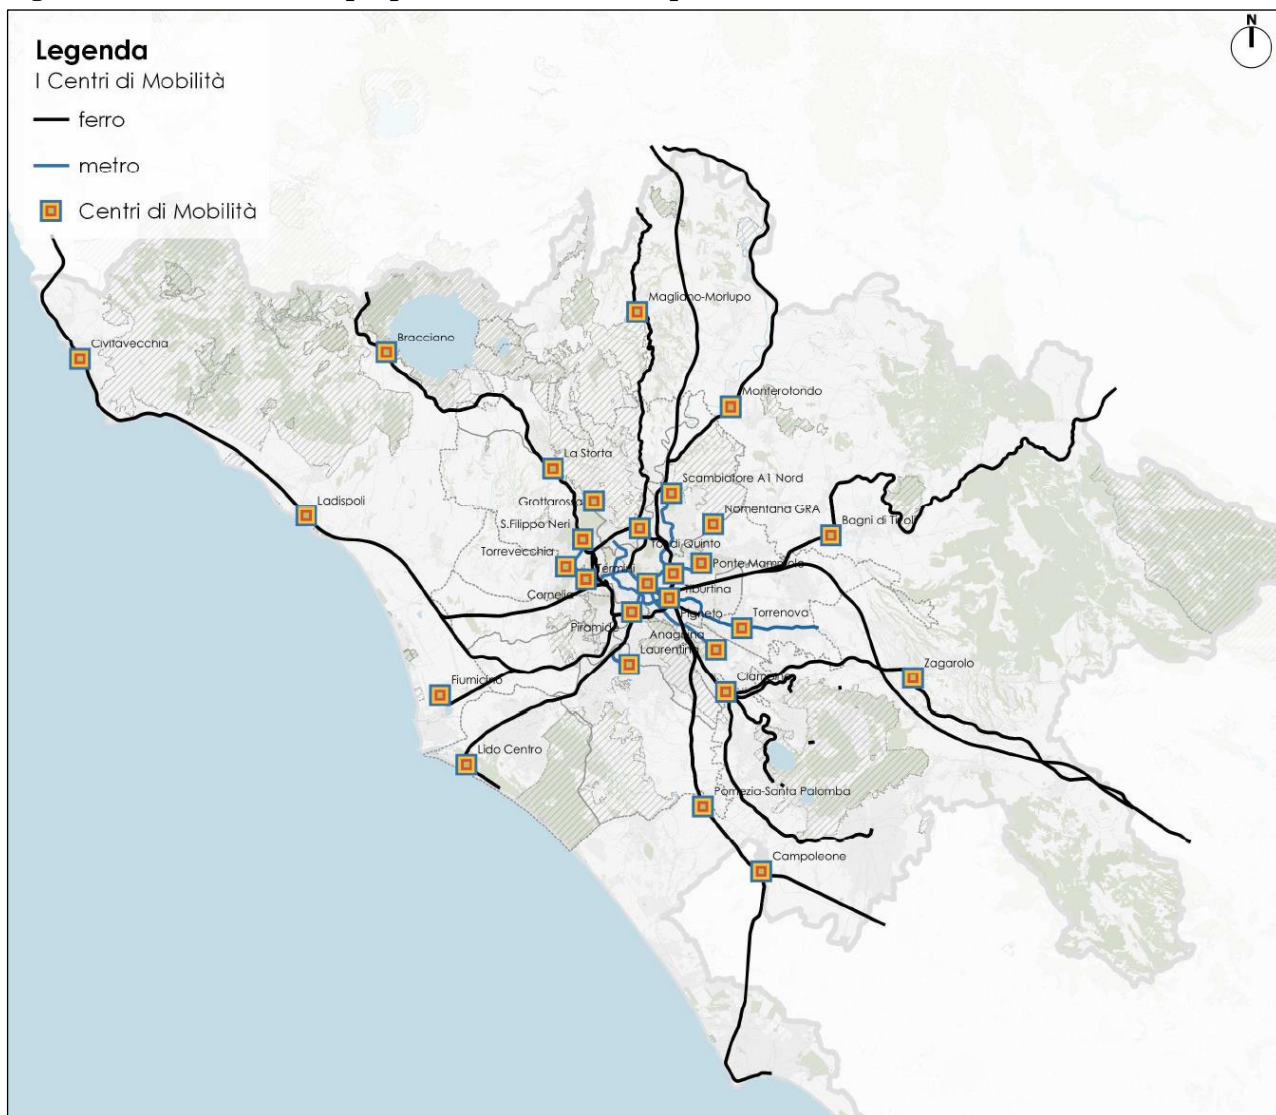 N
Legenda
I Centri di Mobilità
ferro
metro
Centri di Mobilità
Magliano-Morlupo
Civitavecchia
Bracciano
Monterotondo
La Storta
Scambiatore A1 Nord
Grottarossa
Ladispoli
Nomentana GRA
S.Filippo Neri
Bagni di Tivoli
Tor di Quinto
Torrevecchia
Ponte Mammolo
Termini
Cornelia
Tiburtina
Pigneto
Torrenova
Piramide
Anagnina
Laurentina
Zagarolo
Ciampino
Fiumicino
Lido Centro
Pomezia-Santa Palomba
Campoleone